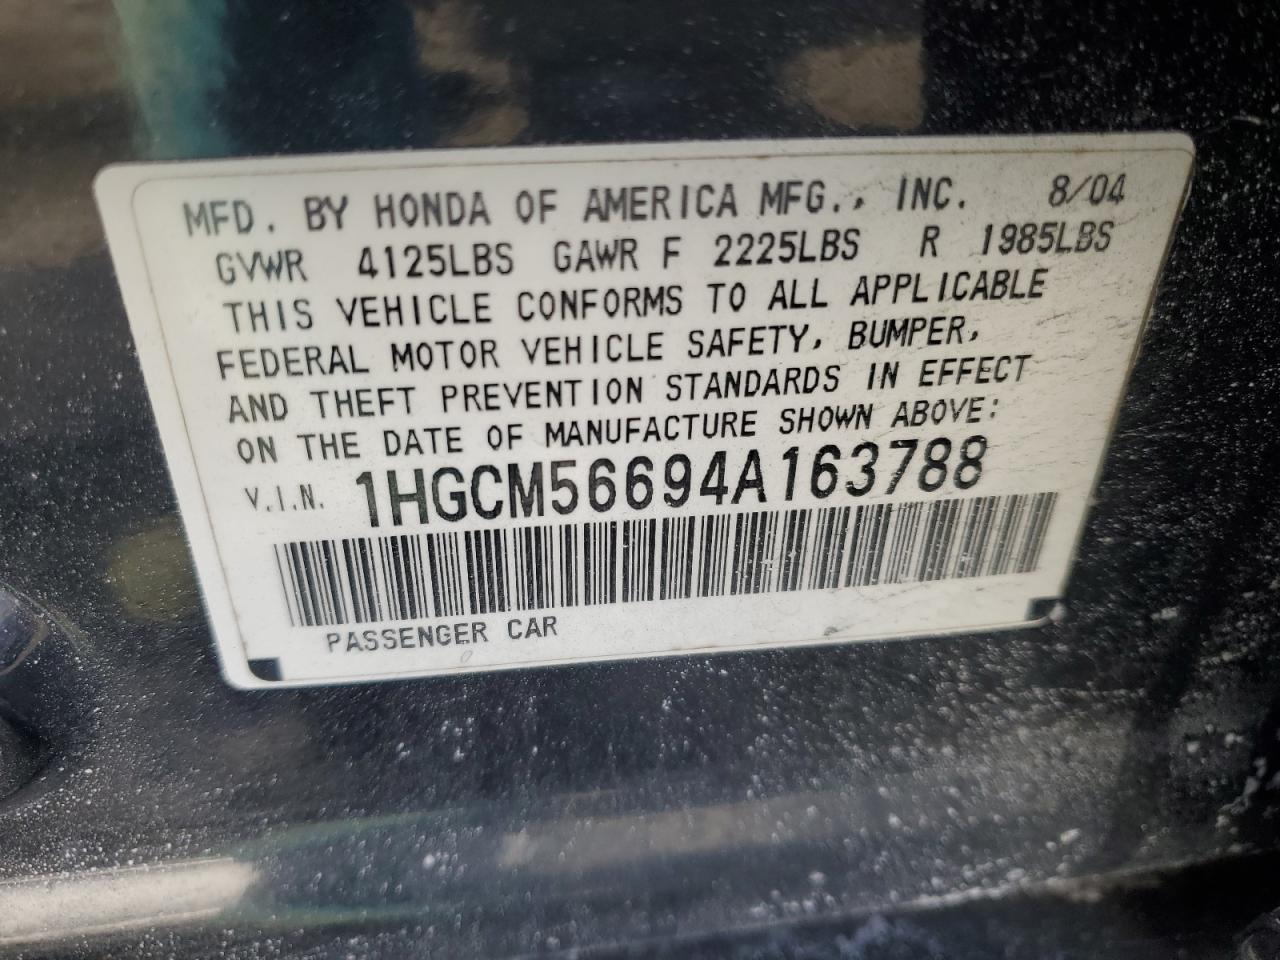 MFD. BY HONDA OF AMERICA MFG., INC. 8/04
GVWR 4125LBS GAWR F 2225LBS R 1985LBS
THIS VEHICLE CONFORMS TO ALL APPLICABLE
FEDERAL MOTOR VEHICLE SAFETY, BUMPER,
AND THEFT PREVENTION STANDARDS IN EFFECT
ON THE DATE OF MANUFACTURE SHOWN ABOVE:
V.I.N. 1HGCM56694A163788
PASSENGER CAR